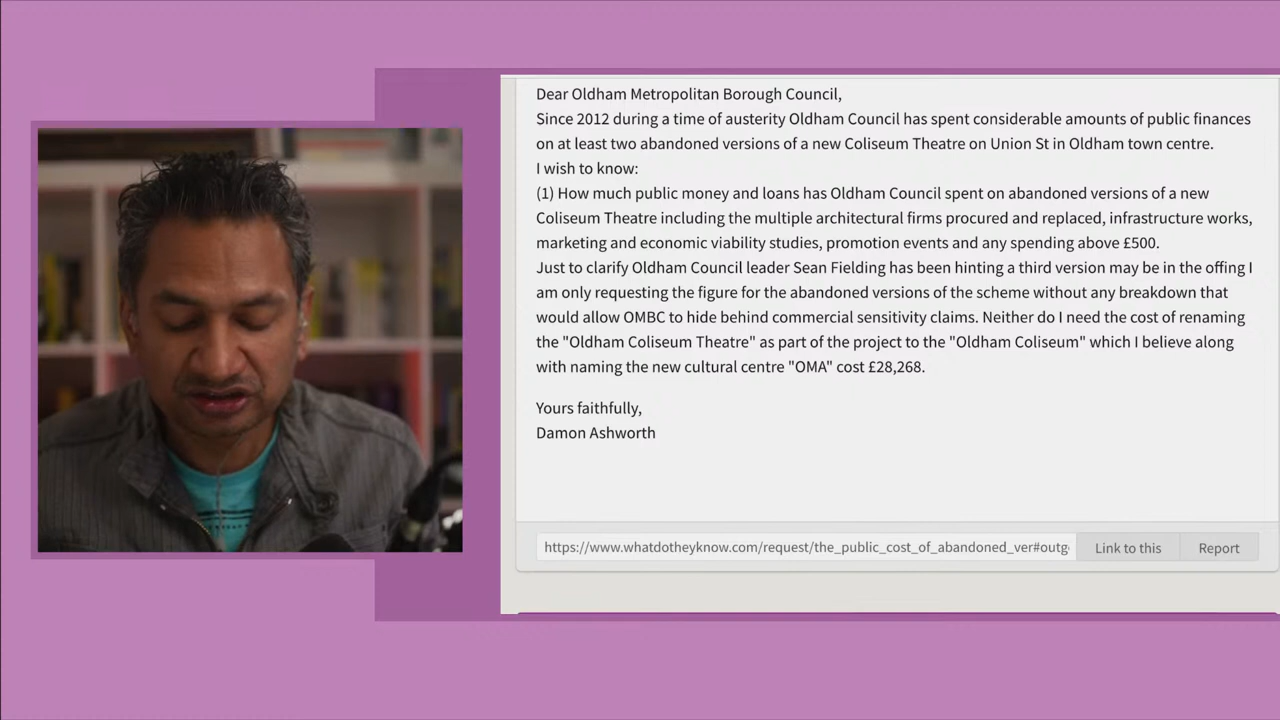 Dear Oldham Metropolitan Borough Council,
Since 2012 during a time of austerity Oldham Council has spent considerable amounts of public finances
on at least two abandoned versions of a new Coliseum Theatre on Union St in Oldham town centre.
I wish to know:
(1) How much public money and loans has Oldham Council spent on abandoned versions of a new
Coliseum Theatre including the multiple architectural firms procured and replaced, infrastructure works,
marketing and economic viability studies, promotion events and any spending above £500.
Just to clarify Oldham Council leader Sean Fielding has been hinting a third version may be in the offing I
am only requesting the figure for the abandoned versions of the scheme without any breakdown that
would allow OMBC to hide behind commercial sensitivity claims. Neither do I need the cost of renaming
the "Oldham Coliseum Theatre" as part of the project to the "Oldham Coliseum" which I believe along
with naming the new cultural centre "OMA" cost £28,268.
Yours faithfully,
Damon Ashworth
https://www.whatdotheyknow.com/request/the_public_cost_of_abandoned_ver#outg
Link to this
Report